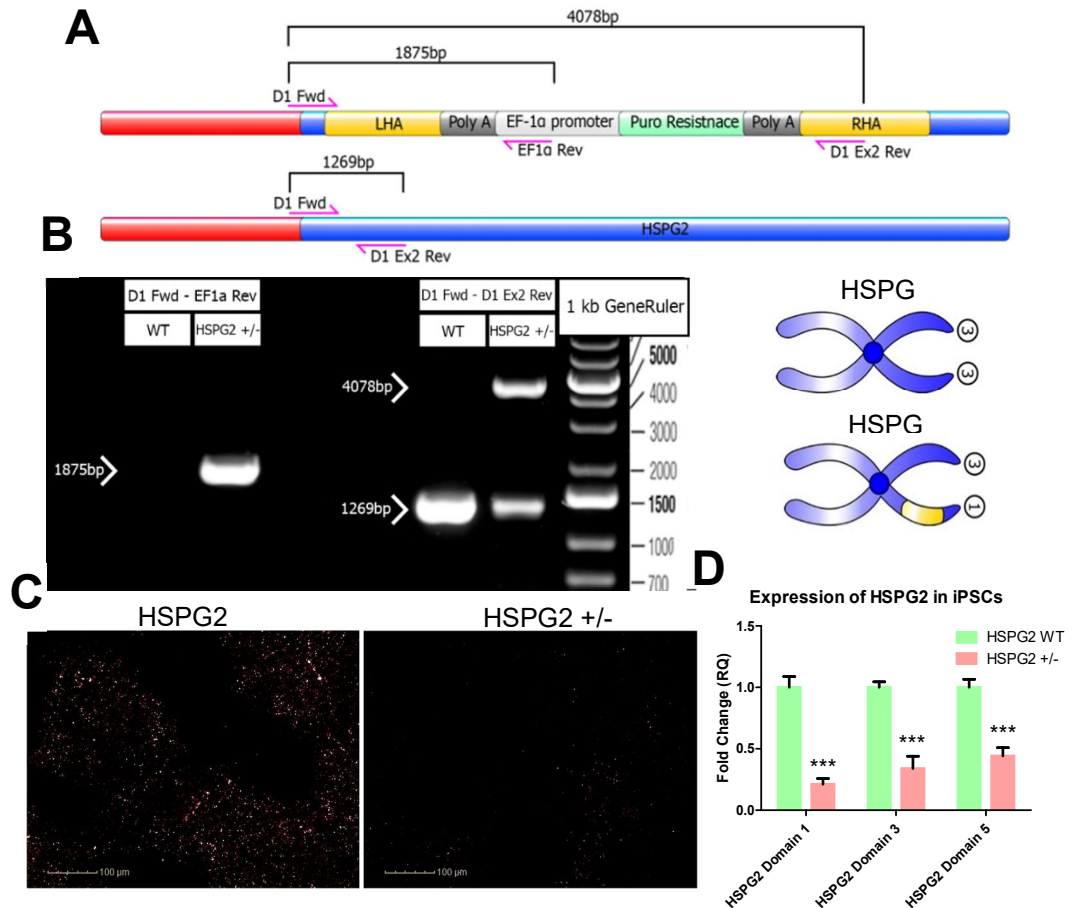 A
4078bp
1875bp
D1 Fwd
LHA
Poly A
EF-1α promoter
Puro Resistnace
Poly A
RHA
EF1α Rev
D1 Ex2 Rev
1269bp
D1 Fwd
HSPG2
D1 Ex2 Rev
B
D1 Fwd - EF1a Rev
WT
HSPG2 +/-
D1 Fwd - D1 Ex2 Rev
WT
HSPG2 +/-
1 kb GeneRuler
5000
4078bp
4000
3000
1875bp
2000
1269bp
1500
1000
700
HSPG
3
3
HSPG
3
1
C
HSPG2
HSPG2 +/-
100 µm
100 µm
D
Expression of HSPG2 in iPSCs
HSPG2 WT
HSPG2 +/-
Fold Change (RQ)
1.5
1.0
0.5
0.0
***
***
***
HSPG2 Domain 1
HSPG2 Domain 3
HSPG2 Domain 5